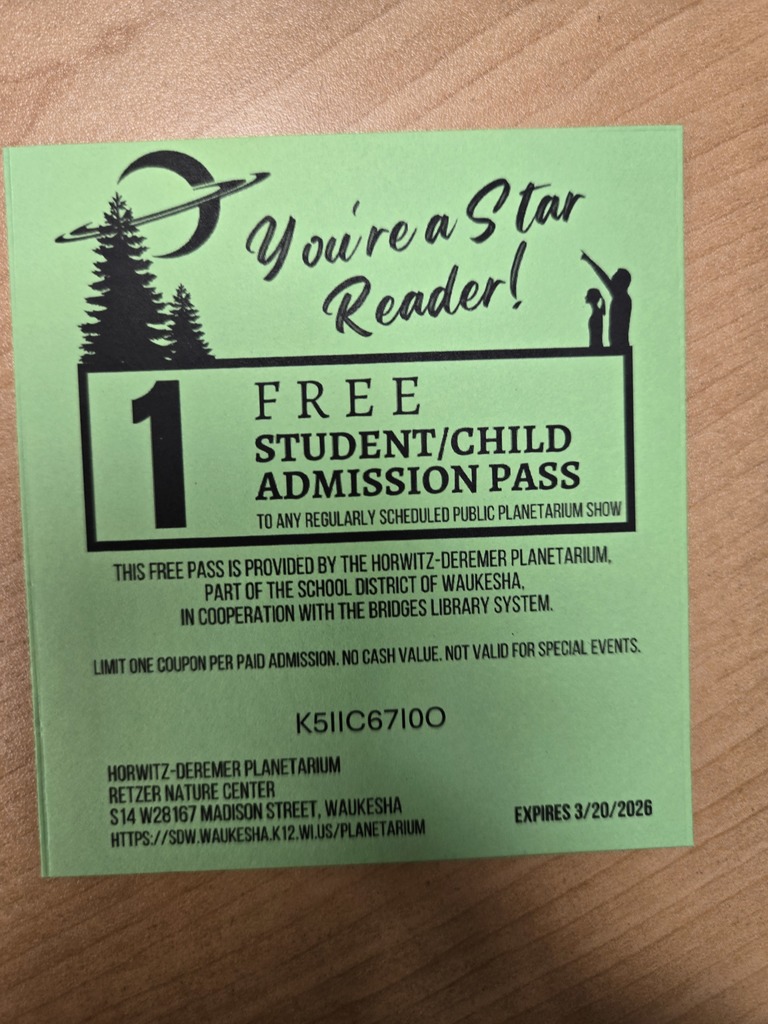 You're a Star
Reader!
1
FREE
STUDENT/CHILD
ADMISSION PASS
TO ANY REGULARLY SCHEDULED PUBLIC PLANETARIUM SHOW
THIS FREE PASS IS PROVIDED BY THE HORWITZ-DEREMER PLANETARIUM,
PART OF THE SCHOOL DISTRICT OF WAUKESHA,
IN COOPERATION WITH THE BRIDGES LIBRARY SYSTEM.
LIMIT ONE COUPON PER PAID ADMISSION. NO CASH VALUE. NOT VALID FOR SPECIAL EVENTS.
K5IIC67I0O
HORWITZ-DEREMER PLANETARIUM
RETZER NATURE CENTER
S14 W28167 MADISON STREET, WAUKESHA
HTTPS://SDW.WAUKESHA.K12.WI.US/PLANETARIUM
EXPIRES 3/20/2026